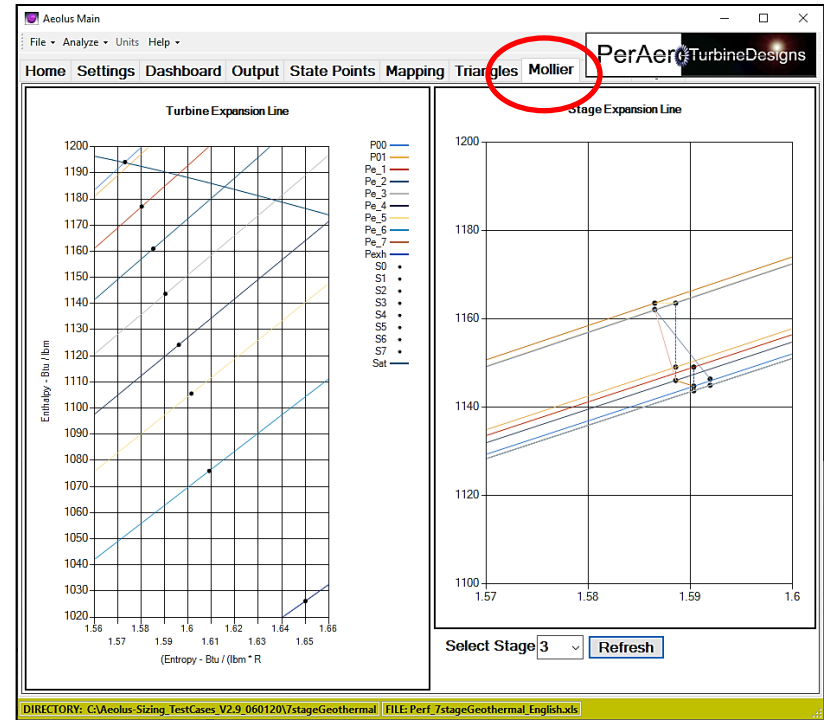 Aeolus Main
File Analyze Units Help
PerAero TurbineDesigns
Home Settings Dashboard Output State Points Mapping Triangles Mollier
Turbine Expansion Line
Enthalpy - Btu / lbm
1200
1190
1180
1170
1160
1150
1140
1130
1120
1110
1100
1090
1080
1070
1060
1050
1040
1030
1020
1.56 1.58 1.6 1.62 1.64 1.66
1.57 1.59 1.61 1.63 1.65
(Entropy - Btu / (lbm * R
P00
P01
Pe_1
Pe_2
Pe_3
Pe_4
Pe_5
Pe_6
Pe_7
Pexh
S0
S1
S2
S3
S4
S5
S6
S7
Sat
Stage Expansion Line
1200
1180
1160
1140
1120
1100
1.57 1.58 1.59 1.6
Select Stage 3 Refresh
DIRECTORY: C:\Aeolus-Sizing_TestCases_V2.9_060120\7stageGeothermal FILE: Perf_7stageGeothermal_English.xls